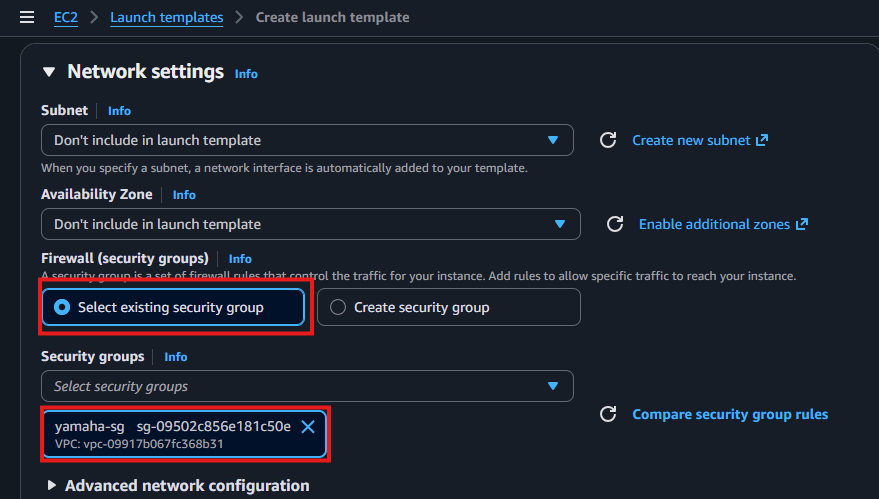 EC2 > Launch templates > Create launch template
Network settings Info
Subnet Info
Don't include in launch template
Create new subnet
When you specify a subnet, a network interface is automatically added to your template.
Availability Zone Info
Don't include in launch template
Enable additional zones
Firewall (security groups) Info
A security group is a set of firewall rules that control the traffic for your instance. Add rules to allow specific traffic to reach your instance.
Select existing security group
Create security group
Security groups Info
Select security groups
yamaha-sg sg-09502c856e181c50e
VPC: vpc-09917b067fc368b31
Compare security group rules
Advanced network configuration